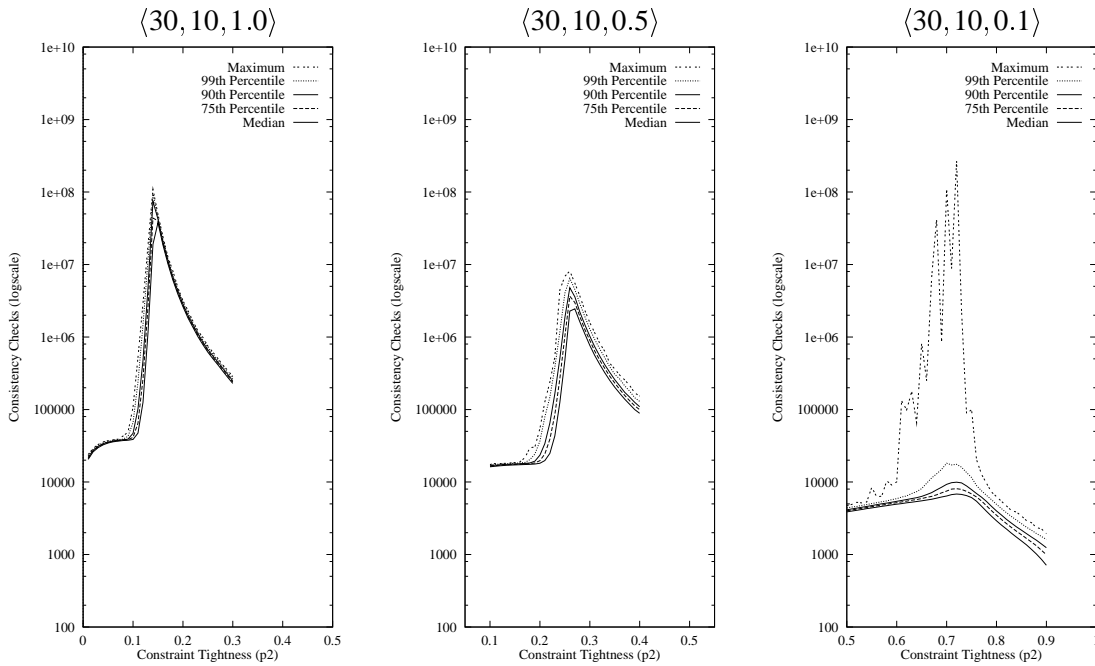 ⟨30, 10, 1.0⟩
1e+10
1e+09
1e+08
1e+07
1e+06
100000
10000
1000
100
0
0.1
0.2
0.3
0.4
0.5
Consistency Checks (logscale)
Constraint Tightness (p2)
Maximum
99th Percentile
90th Percentile
75th Percentile
Median
⟨30, 10, 0.5⟩
1e+10
1e+09
1e+08
1e+07
1e+06
100000
10000
1000
100
0.1
0.2
0.3
0.4
0.5
Consistency Checks (logscale)
Constraint Tightness (p2)
Maximum
99th Percentile
90th Percentile
75th Percentile
Median
⟨30, 10, 0.1⟩
1e+10
1e+09
1e+08
1e+07
1e+06
100000
10000
1000
100
0.5
0.6
0.7
0.8
0.9
Consistency Checks (logscale)
Constraint Tightness (p2)
Maximum
99th Percentile
90th Percentile
75th Percentile
Median